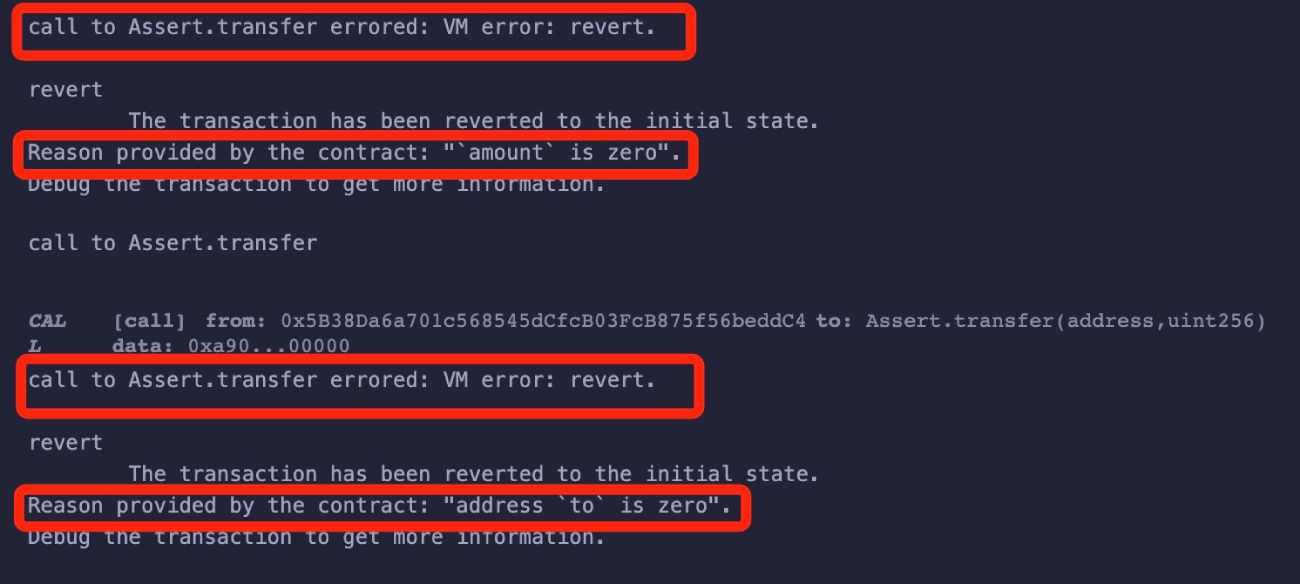 call to Assert.transfer errored: VM error: revert.
revert
The transaction has been reverted to the initial state.
Reason provided by the contract: "`amount` is zero".
Debug the transaction to get more information.
call to Assert.transfer
CAL [call] from: 0x5B38Da6a701c568545dCfcB03FcB875f56beddC4 to: Assert.transfer(address,uint256)
L data: 0xa90...00000
call to Assert.transfer errored: VM error: revert.
revert
The transaction has been reverted to the initial state.
Reason provided by the contract: "address `to` is zero".
Debug the transaction to get more information.